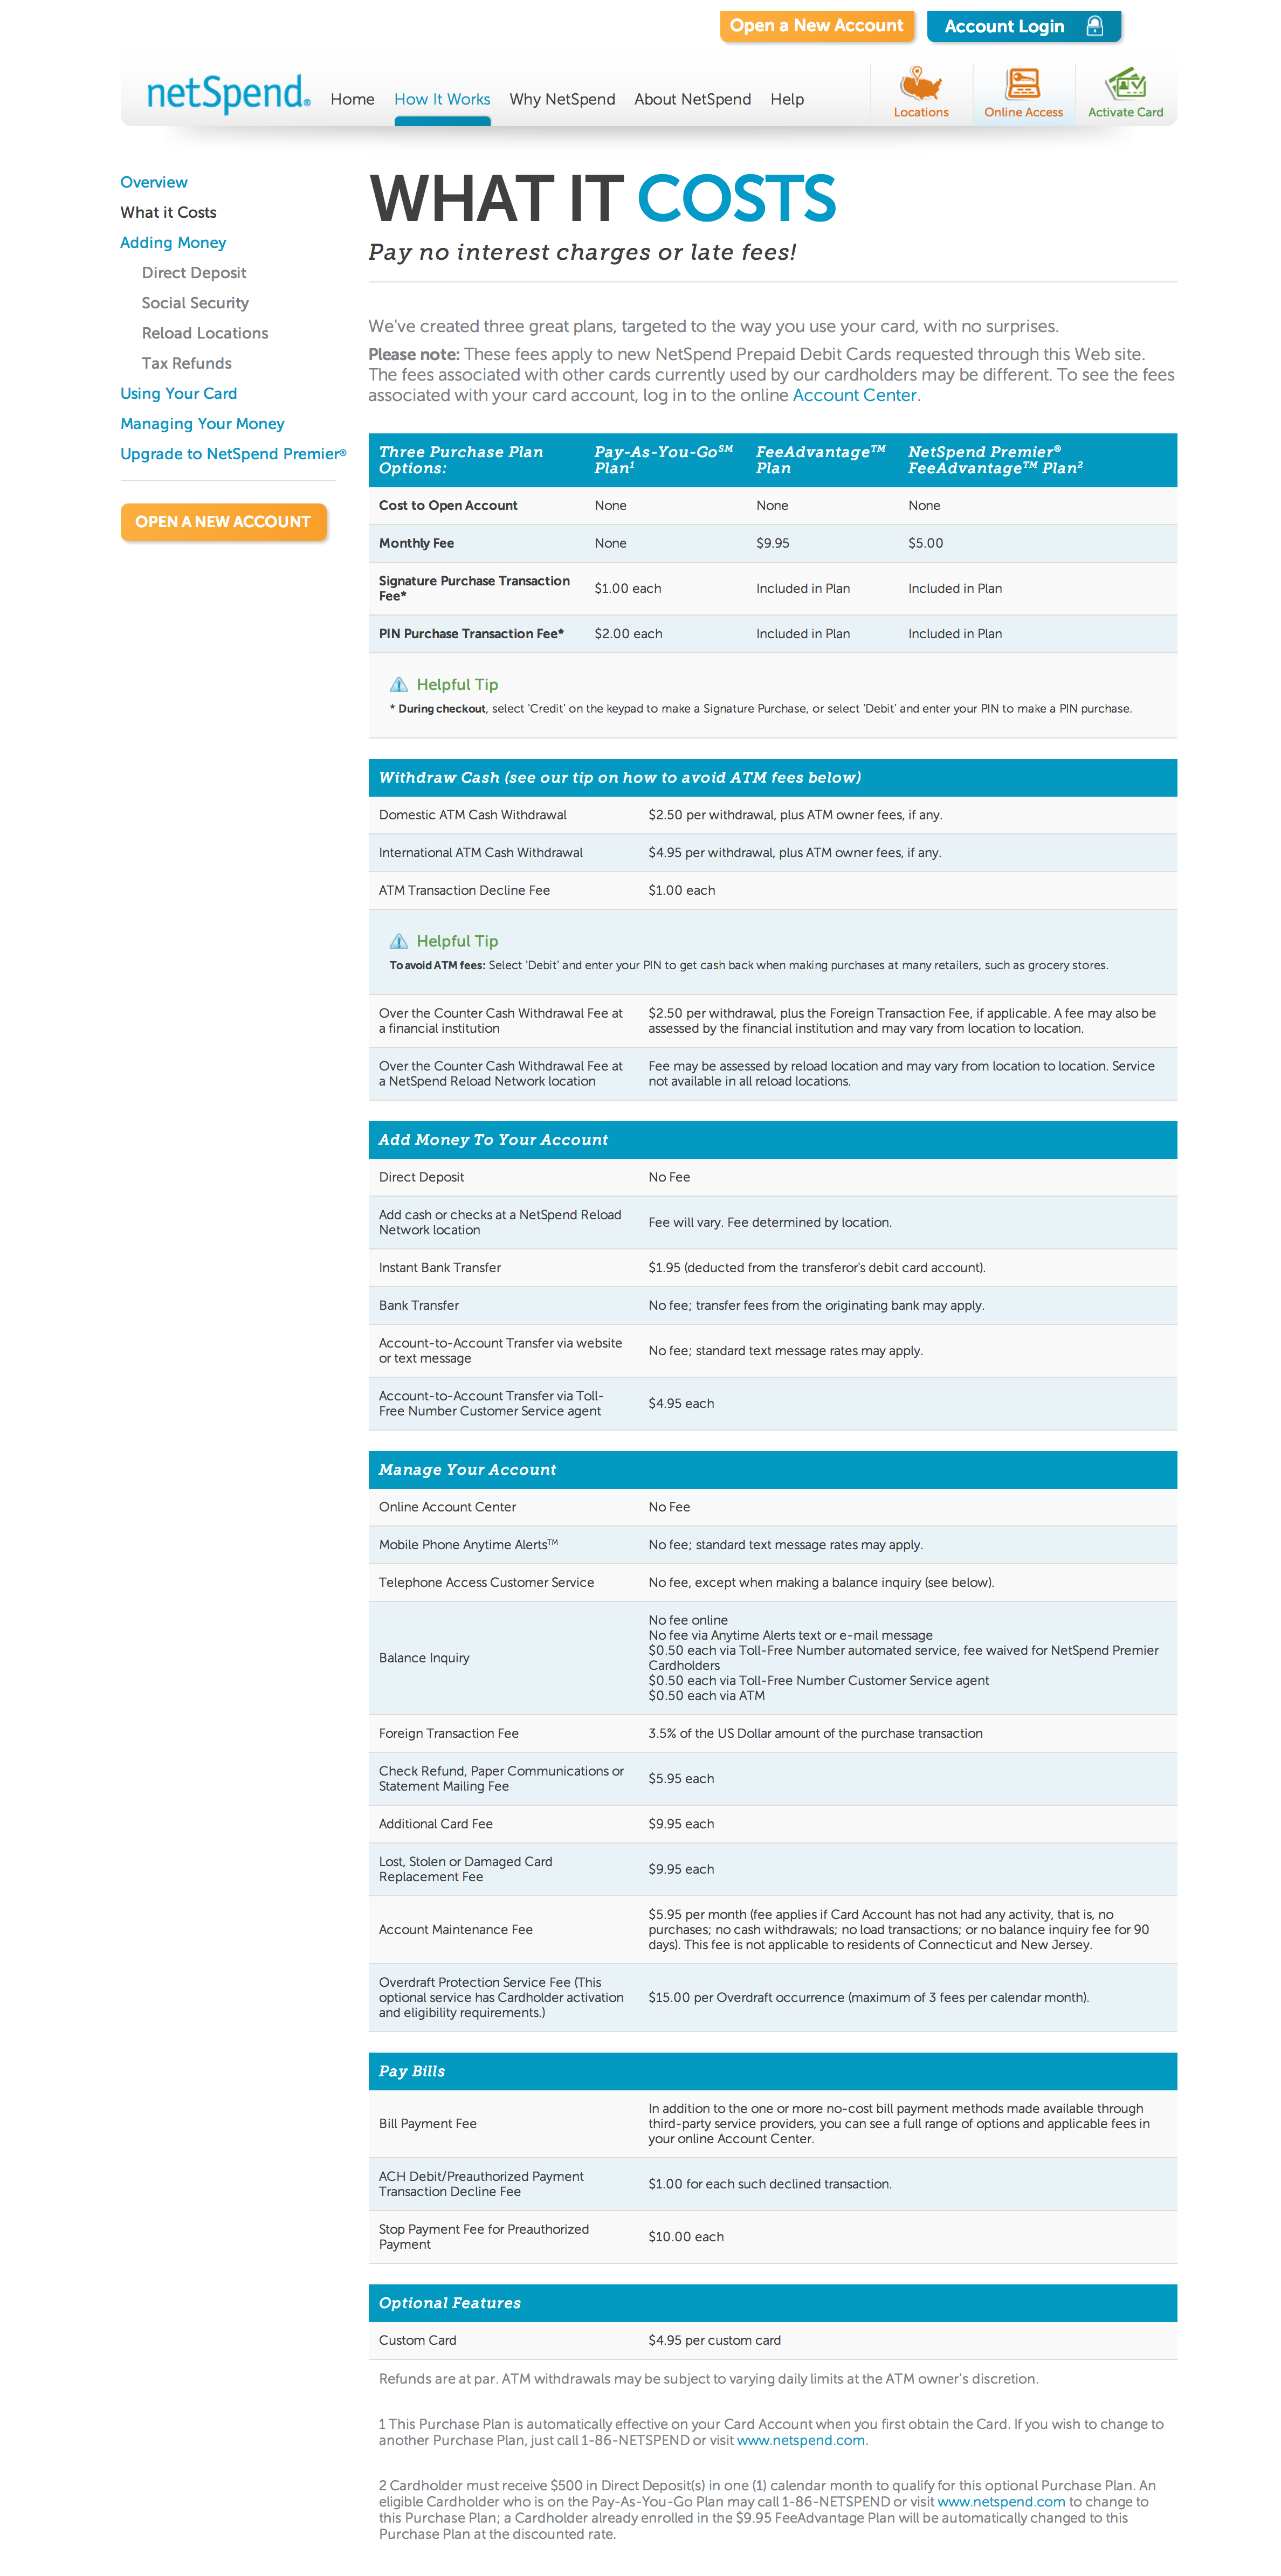 Open a New Account
Account Login
netSpend®
Home
How It Works
Why NetSpend
About NetSpend
Help
Locations
Online Access
Activate Card
Overview
What it Costs
Adding Money
Direct Deposit
Social Security
Reload Locations
Tax Refunds
Using Your Card
Managing Your Money
Upgrade to NetSpend Premier®
OPEN A NEW ACCOUNT
WHAT IT COSTS
Pay no interest charges or late fees!
We've created three great plans, targeted to the way you use your card, with no surprises.
Please note: These fees apply to new NetSpend Prepaid Debit Cards requested through this Web site.
The fees associated with other cards currently used by our cardholders may be different. To see the fees
associated with your card account, log in to the online Account Center.
Three Purchase Plan
Options:
Pay-As-You-Go℠
Plan¹
FeeAdvantage™
Plan
NetSpend Premier®
FeeAdvantage™ Plan²
Cost to Open Account
None
None
None
Monthly Fee
None
$9.95
$5.00
Signature Purchase Transaction
Fee*
$1.00 each
Included in Plan
Included in Plan
PIN Purchase Transaction Fee*
$2.00 each
Included in Plan
Included in Plan
Helpful Tip
* During checkout, select 'Credit' on the keypad to make a Signature Purchase, or select 'Debit' and enter your PIN to make a PIN purchase.
Withdraw Cash (see our tip on how to avoid ATM fees below)
Domestic ATM Cash Withdrawal
$2.50 per withdrawal, plus ATM owner fees, if any.
International ATM Cash Withdrawal
$4.95 per withdrawal, plus ATM owner fees, if any.
ATM Transaction Decline Fee
$1.00 each
Helpful Tip
To avoid ATM fees: Select 'Debit' and enter your PIN to get cash back when making purchases at many retailers, such as grocery stores.
Over the Counter Cash Withdrawal Fee at
a financial institution
$2.50 per withdrawal, plus the Foreign Transaction Fee, if applicable. A fee may also be
assessed by the financial institution and may vary from location to location.
Over the Counter Cash Withdrawal Fee at
a NetSpend Reload Network location
Fee may be assessed by reload location and may vary from location to location. Service
not available in all reload locations.
Add Money To Your Account
Direct Deposit
No Fee
Add cash or checks at a NetSpend Reload
Network location
Fee will vary. Fee determined by location.
Instant Bank Transfer
$1.95 (deducted from the transferor's debit card account).
Bank Transfer
No fee; transfer fees from the originating bank may apply.
Account-to-Account Transfer via website
or text message
No fee; standard text message rates may apply.
Account-to-Account Transfer via Toll-
Free Number Customer Service agent
$4.95 each
Manage Your Account
Online Account Center
No Fee
Mobile Phone Anytime Alerts™
No fee; standard text message rates may apply.
Telephone Access Customer Service
No fee, except when making a balance inquiry (see below).
Balance Inquiry
No fee online
No fee via Anytime Alerts text or e-mail message
$0.50 each via Toll-Free Number automated service, fee waived for NetSpend Premier
Cardholders
$0.50 each via Toll-Free Number Customer Service agent
$0.50 each via ATM
Foreign Transaction Fee
3.5% of the US Dollar amount of the purchase transaction
Check Refund, Paper Communications or
Statement Mailing Fee
$5.95 each
Additional Card Fee
$9.95 each
Lost, Stolen or Damaged Card
Replacement Fee
$9.95 each
Account Maintenance Fee
$5.95 per month (fee applies if Card Account has not had any activity, that is, no
purchases; no cash withdrawals; no load transactions; or no balance inquiry fee for 90
days). This fee is not applicable to residents of Connecticut and New Jersey.
Overdraft Protection Service Fee (This
optional service has Cardholder activation
and eligibility requirements.)
$15.00 per Overdraft occurrence (maximum of 3 fees per calendar month).
Pay Bills
Bill Payment Fee
In addition to the one or more no-cost bill payment methods made available through
third-party service providers, you can see a full range of options and applicable fees in
your online Account Center.
ACH Debit/Preauthorized Payment
Transaction Decline Fee
$1.00 for each such declined transaction.
Stop Payment Fee for Preauthorized
Payment
$10.00 each
Optional Features
Custom Card
$4.95 per custom card
Refunds are at par. ATM withdrawals may be subject to varying daily limits at the ATM owner's discretion.
1 This Purchase Plan is automatically effective on your Card Account when you first obtain the Card. If you wish to change to
another Purchase Plan, just call 1-86-NETSPEND or visit www.netspend.com.
2 Cardholder must receive $500 in Direct Deposit(s) in one (1) calendar month to qualify for this optional Purchase Plan. An
eligible Cardholder who is on the Pay-As-You-Go Plan may call 1-86-NETSPEND or visit www.netspend.com to change to
this Purchase Plan; a Cardholder already enrolled in the $9.95 FeeAdvantage Plan will be automatically changed to this
Purchase Plan at the discounted rate.